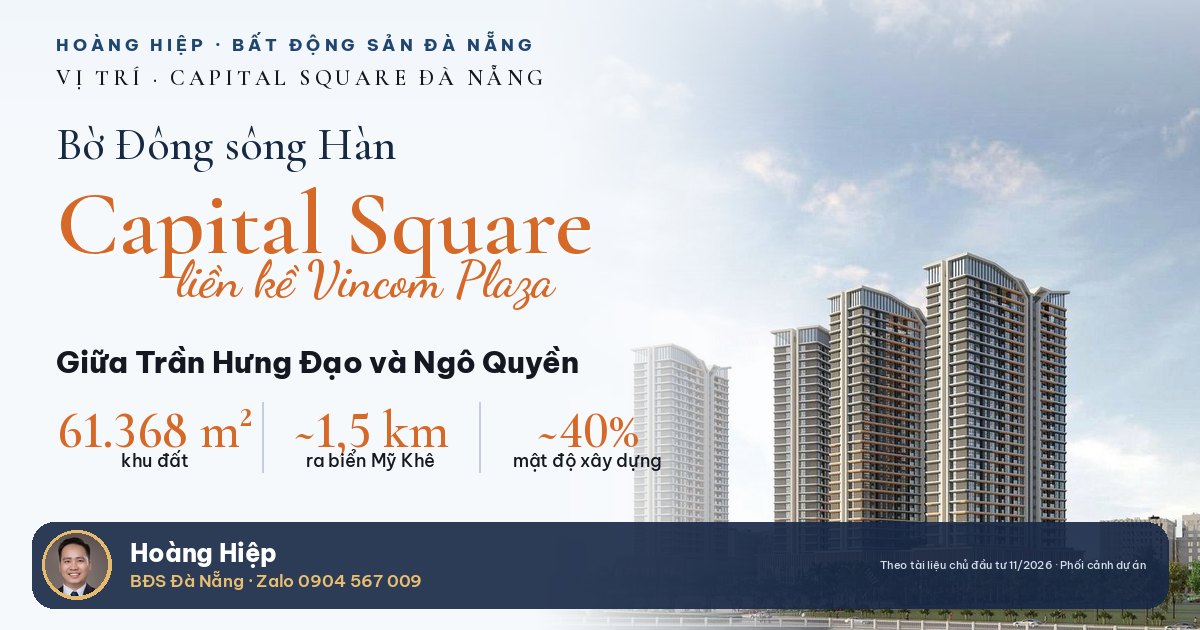 HOÀNG HIỆP · BẤT ĐỘNG SẢN ĐÀ NẴNG
VỊ TRÍ · CAPITAL SQUARE ĐÀ NẴNG
Bờ Đông sông Hàn
Capital Square
liền kề Vincom Plaza
Giữa Trần Hưng Đạo và Ngô Quyền
61.368 m² ~1,5 km ~40%
khu đất ra biển Mỹ Khê mật độ xây dựng
Hoàng Hiệp
BĐS Đà Nẵng · Zalo 0904 567 009
Theo tài liệu chủ đầu tư 11/2026 · Phối cảnh dự án